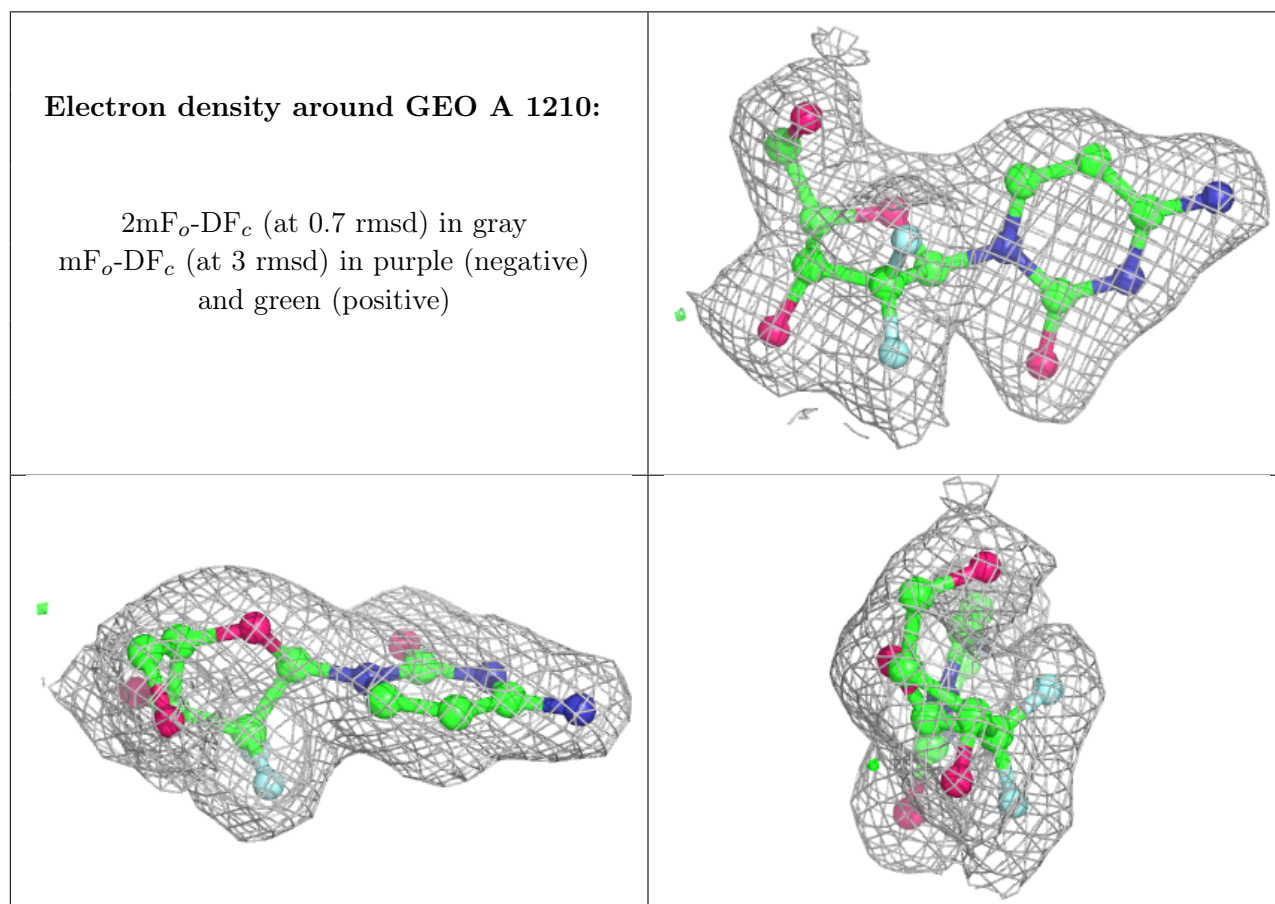 Electron density around GEO A 1210:
2mFo-DFc (at 0.7 rmsd) in gray
mFo-DFc (at 3 rmsd) in purple (negative)
and green (positive)